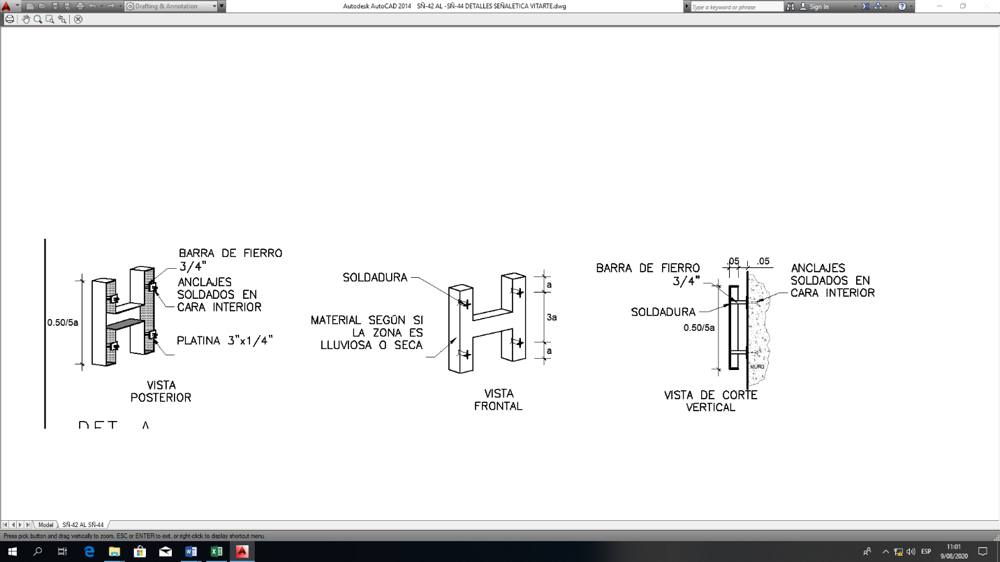 Drafting & Annotation
Autodesk AutoCAD 2014 SÑ-42 AL -SÑ-44 DETALLES SEÑALETICA VITARTE.dwg
Type a keyword or phrase
Sign In
BARRA DE FIERRO
3/4"
ANCLAJES
SOLDADOS EN
CARA INTERIOR
0.50/5a
PLATINA 3"x1/4"
VISTA
POSTERIOR
DET A
SOLDADURA
MATERIAL SEGÚN SI
LA ZONA ES
LLUVIOSA O SECA
a
3a
a
VISTA
FRONTAL
.05 .05
BARRA DE FIERRO
3/4"
SOLDADURA
0.50/5a
ANCLAJES
SOLDADOS EN
CARA INTERIOR
MURO
VISTA DE CORTE
VERTICAL
Model SÑ-42 AL SÑ-44
Press pick button and drag vertically to zoom, ESC or ENTER to exit, or right-click to display shortcut menu.
ESP
11:01
9/08/2020